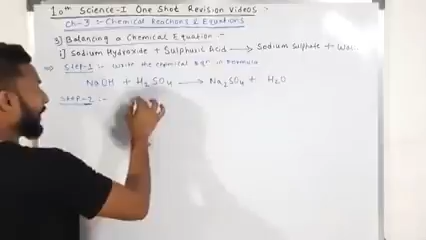 10th Science-I One Shot Revision Videos :-
Ch-3 :- Chemical Reactions & Equations
3] Balancing a Chemical Equation -
i] Sodium Hydroxide + Sulphuric Acid → Sodium Sulphate +
⇒ Step-1 :- Write the chemical eqn in formula
NaOH + H₂SO₄ → Na₂SO₄ + H₂O
Step-2 :-